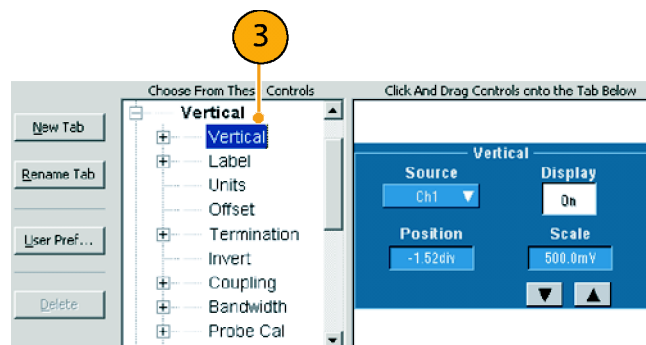 3
Choose From Thes Controls
Click And Drag Controls onto the Tab Below
New Tab
Rename Tab
User Pref...
Delete
Vertical
Vertical
Label
Units
Offset
Termination
Invert
Coupling
Bandwidth
Probe Cal
Vertical
Source
Display
Ch1
On
Position
Scale
-1.52div
500.0mV